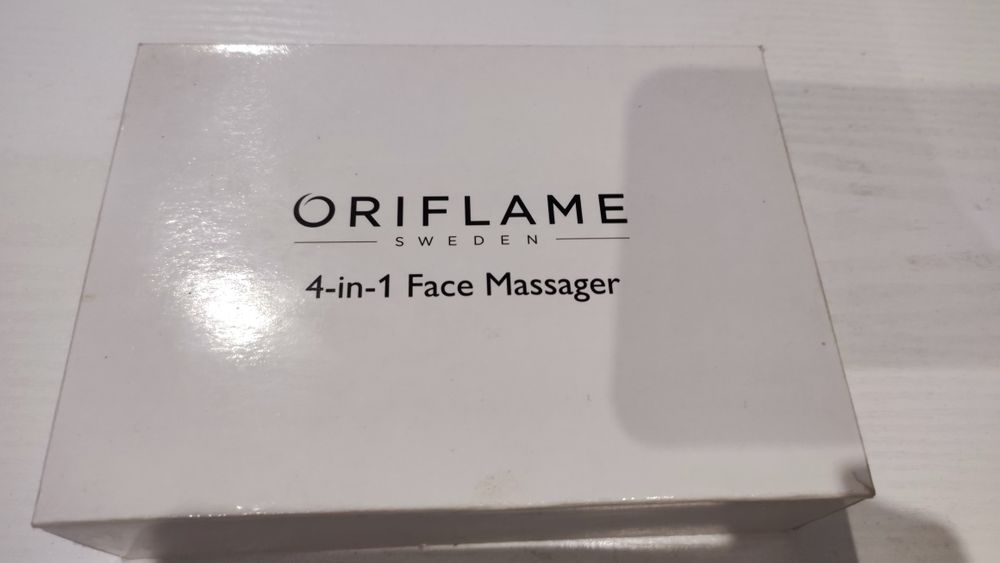 ORIFLAME
SWEDEN
4-in-1 Face Massager